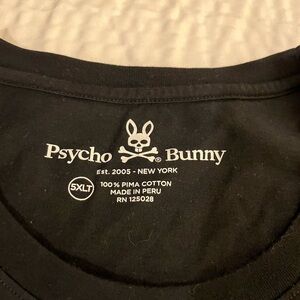 Psycho ® Bunny
Est. 2005 - NEW YORK
5XLT
100% PIMA COTTON
MADE IN PERU
RN 125028